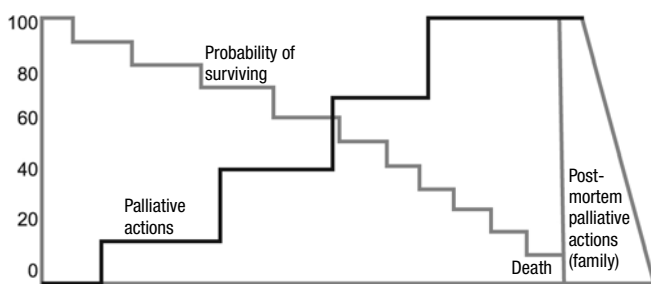 100
80
60
40
20
0
Probability of
surviving
Palliative
actions
Death
Post-
mortem
palliative
actions
(family)